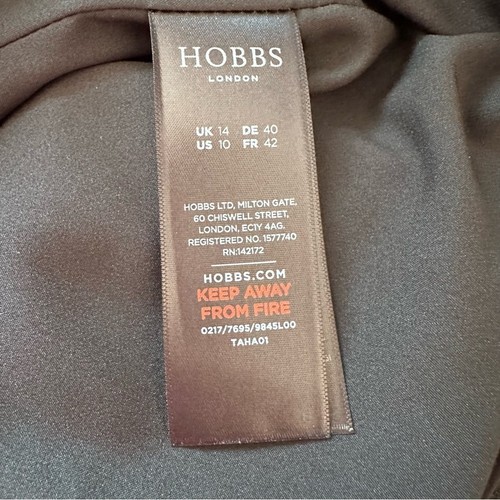 HOBBS
LONDON
UK 14 DE 40
US 10 FR 42
HOBBS LTD, MILTON GATE,
60 CHISWELL STREET,
LONDON, EC1Y 4AG.
REGISTERED NO. 1577740
RN:142172
HOBBS.COM
KEEP AWAY
FROM FIRE
0217/7695/9845L00
TAHA01